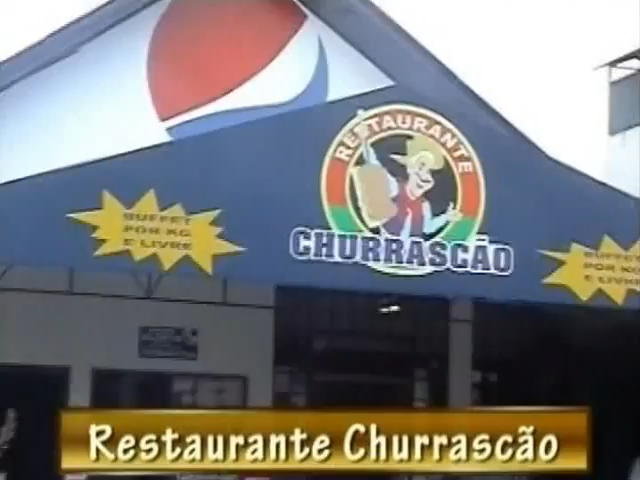 RESTAURANTE
CHURRASCÃO
BUFFET
POR KG
E LIVRE
BUFFET
POR KG
E LIVRE
Restaurante Churrascão